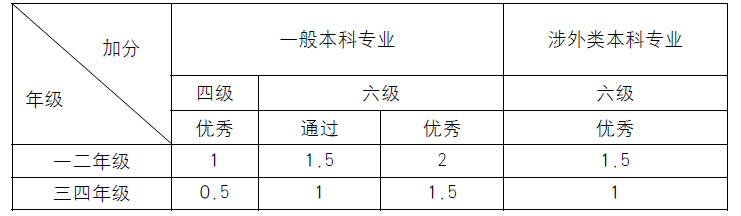 加分 一般本科专业 涉外类本科专业
年级 四级 六级 六级
优秀 通过 优秀 优秀
一二年级 1 1.5 2 1.5
三四年级 0.5 1 1.5 1